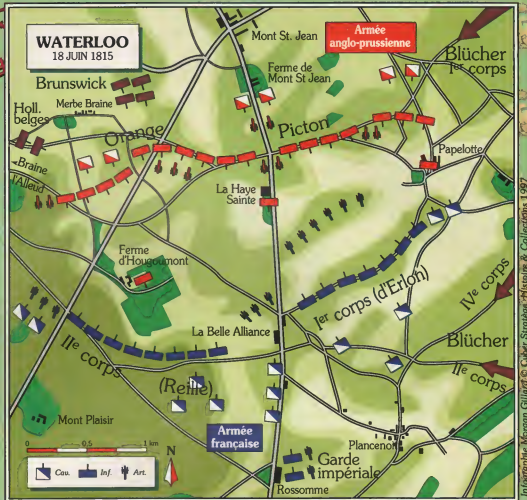 WATERLOO
18 JUIN 1815
Mont St. Jean
Armée
anglo-prussienne
Ferme de
Mont St Jean
Blücher
Ier corps
Brunswick
Holl.
belges
Merbe Braine
Orange
Picton
Braine
l'Alleud
Papelotte
La Haye
Sainte
Ferme
d'Hougoumont
Ier corps (d'Erlon)
IVe corps
La Belle Alliance
Blücher
IIe corps
IIe corps
(Reille)
Mont Plaisir
Armée
française
Plancenoit
Garde
impériale
Rossomme
0 0,5 1 km
N
Cav. Inf. Art.